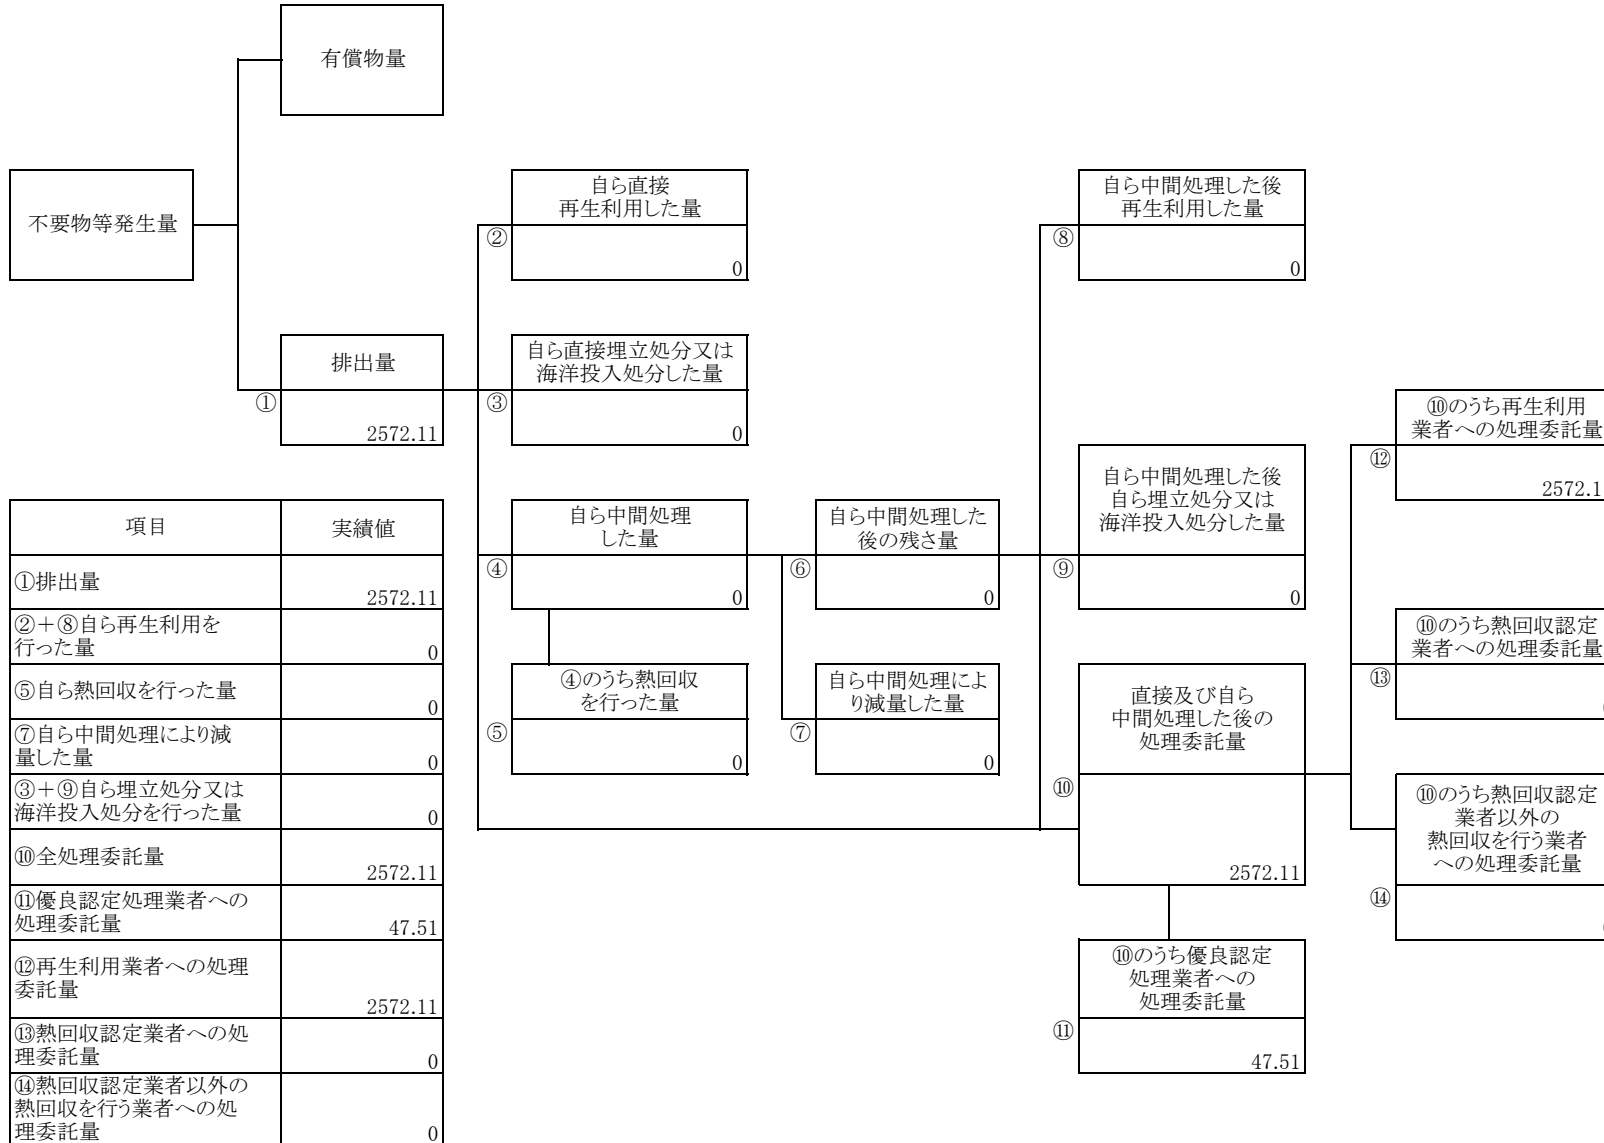 有償物量
不要物等発生量
自ら直接
再生利用した量
②
0
自ら中間処理した後
再生利用した量
⑧
0
排出量
①
2572.11
自ら直接埋立処分又は
海洋投入処分した量
③
0
⑩のうち再生利用
業者への処理委託量
⑫
2572.1
自ら中間処理
した量
④
0
自ら中間処理した
後の残さ量
⑥
0
自ら中間処理した後
自ら埋立処分又は
海洋投入処分した量
⑨
0
⑩のうち熱回収認定
業者への処理委託量
⑬
④のうち熱回収
を行った量
⑤
0
自ら中間処理によ
り減量した量
⑦
0
直接及び自ら
中間処理した後の
処理委託量
⑩
2572.11
⑩のうち熱回収認定
業者以外の
熱回収を行う業者
への処理委託量
⑭
⑩のうち優良認定
処理業者への
処理委託量
⑪
47.51
項目 実績値
①排出量
2572.11
②＋⑧自ら再生利用を
行った量 0
⑤自ら熱回収を行った量
0
⑦自ら中間処理により減
量した量 0
③＋⑨自ら埋立処分又は
海洋投入処分を行った量 0
⑩全処理委託量
2572.11
⑪優良認定処理業者への
処理委託量 47.51
⑫再生利用業者への処理
委託量
2572.11
⑬熱回収認定業者への処
理委託量 0
⑭熱回収認定業者以外の
熱回収を行う業者への処
理委託量 0